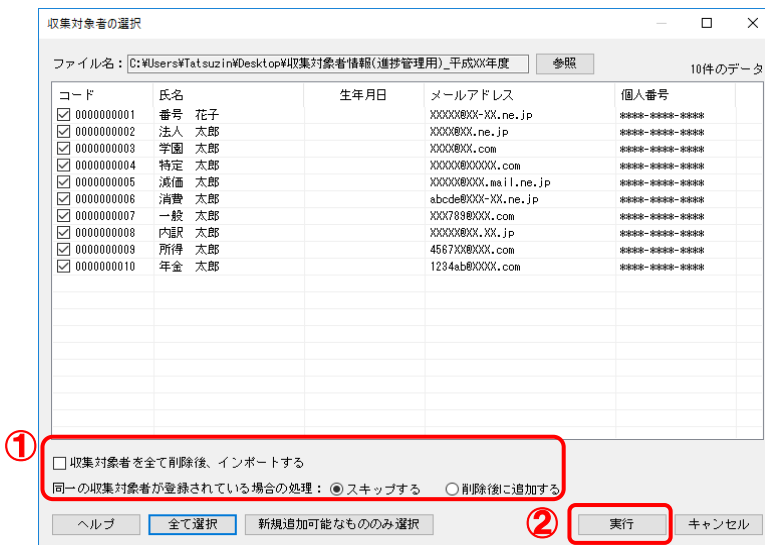 収集対象者の選択
ファイル名： C:¥Users¥Tatsuzin¥Desktop¥収集対象者情報(進捗管理用)_平成XX年度 参照 10件のデータ
コード 氏名 生年月日 メールアドレス 個人番号
0000000001 番号 花子 XXXXX@XX-XX.ne.jp ****-****-****
0000000002 法人 太郎 XXXX@XX.ne.jp ****-****-****
0000000003 学園 太郎 XXX@XX.com ****-****-****
0000000004 特定 太郎 XXXXX@XXXXX.com ****-****-****
0000000005 減価 太郎 XXXXX@XXX.mail.ne.jp ****-****-****
0000000006 消費 太郎 abcde@XXX-XX.ne.jp ****-****-****
0000000007 一般 太郎 XXX789@XXX.com ****-****-****
0000000008 内訳 太郎 XXXXX@XX.XX.jp ****-****-****
0000000009 所得 太郎 4567XX@XXX.com ****-****-****
0000000010 年金 太郎 1234ab@XXXX.com ****-****-****
①
収集対象者を全て削除後、インポートする
同一の収集対象者が登録されている場合の処理： スキップする 削除後に追加する
ヘルプ 全て選択 新規追加可能なもののみ選択 ② 実行 キャンセル